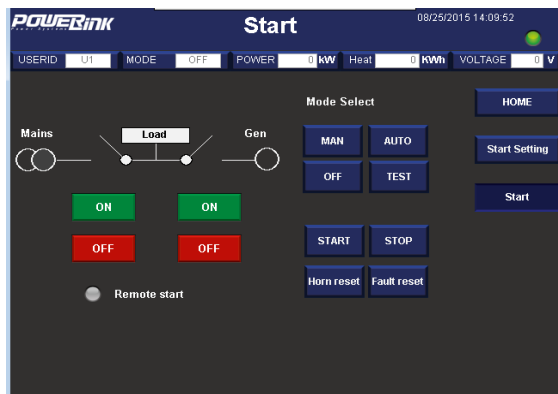 POWERlink Start 08/25/2015 14:09:52
Power Systems
USERID U1 MODE OFF POWER 0 kW Heat 0 KWh VOLTAGE 0 V
Mode Select HOME
Mains Load Gen MAN AUTO Start Setting
OFF TEST
ON ON Start
OFF OFF START STOP
Remote start Horn reset Fault reset